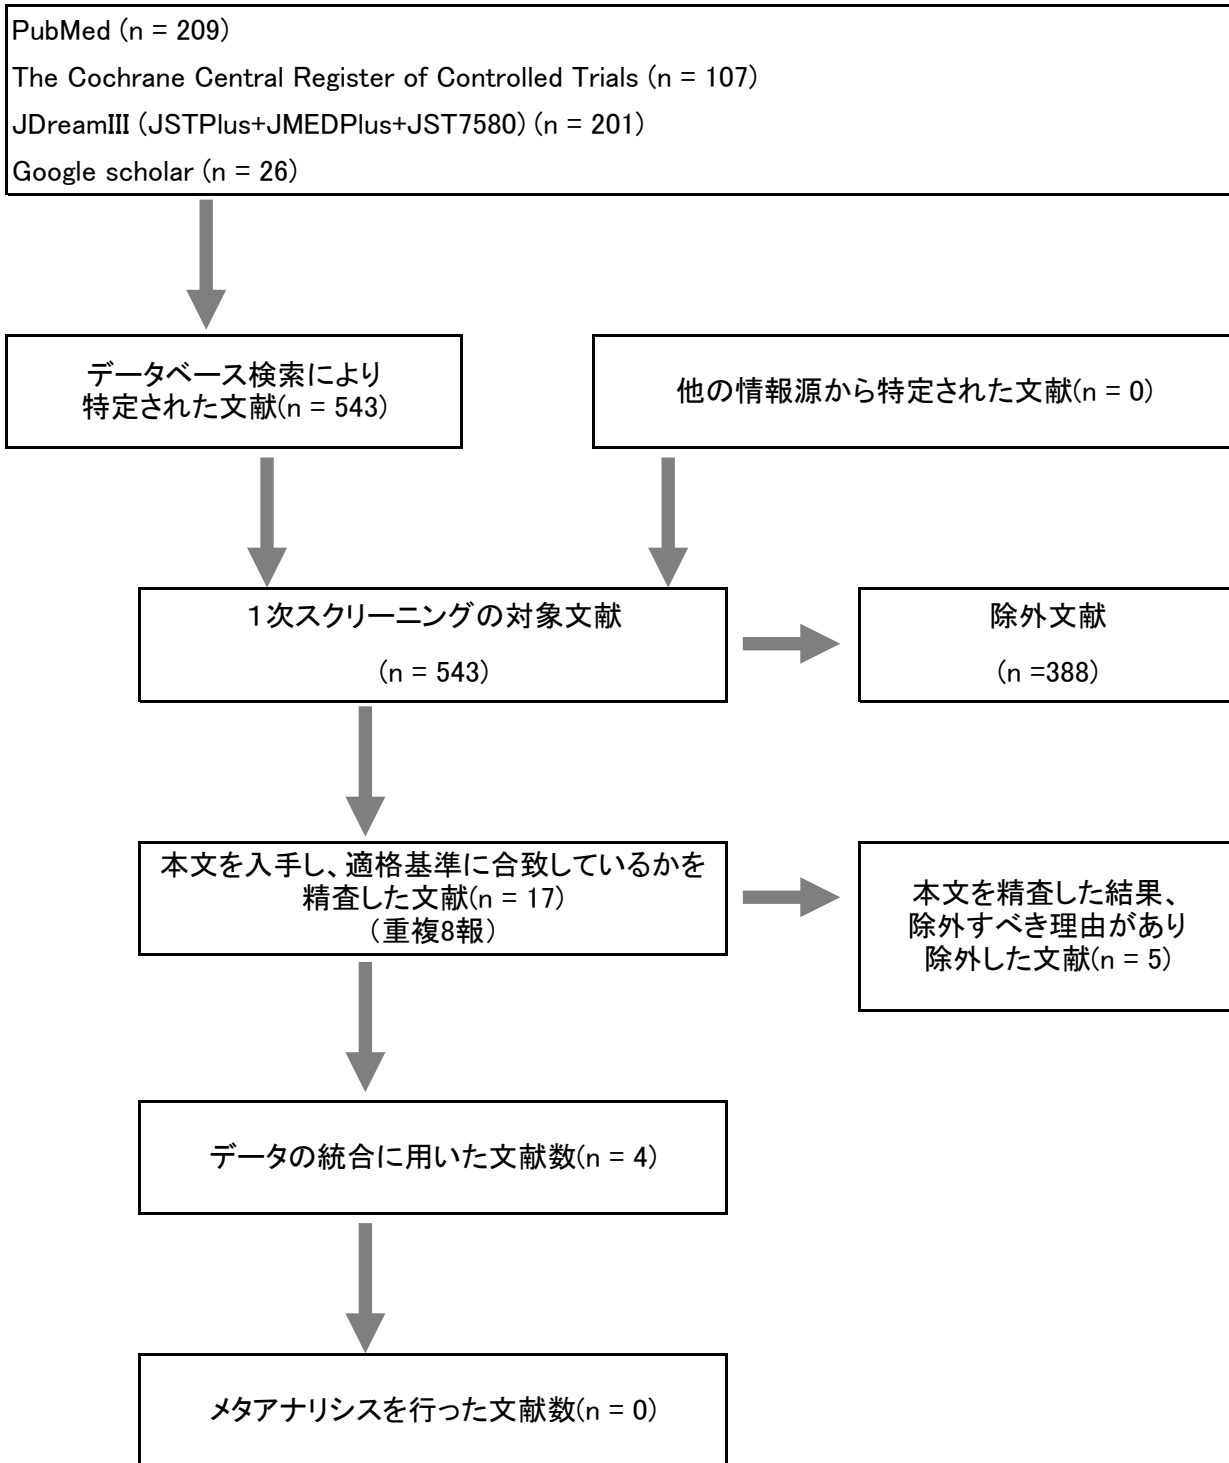 PubMed (n = 209)
The Cochrane Central Register of Controlled Trials (n = 107)
JDreamIII (JSTPlus+JMEDPlus+JST7580) (n = 201)
Google scholar (n = 26)
データベース検索により
特定された文献(n = 543)
他の情報源から特定された文献(n = 0)
１次スクリーニングの対象文献
(n = 543)
除外文献
(n =388)
本文を入手し、適格基準に合致しているかを
精査した文献(n = 17)
（重複8報）
本文を精査した結果、
除外すべき理由があり
除外した文献(n = 5)
データの統合に用いた文献数(n = 4)
メタアナリシスを行った文献数(n = 0)